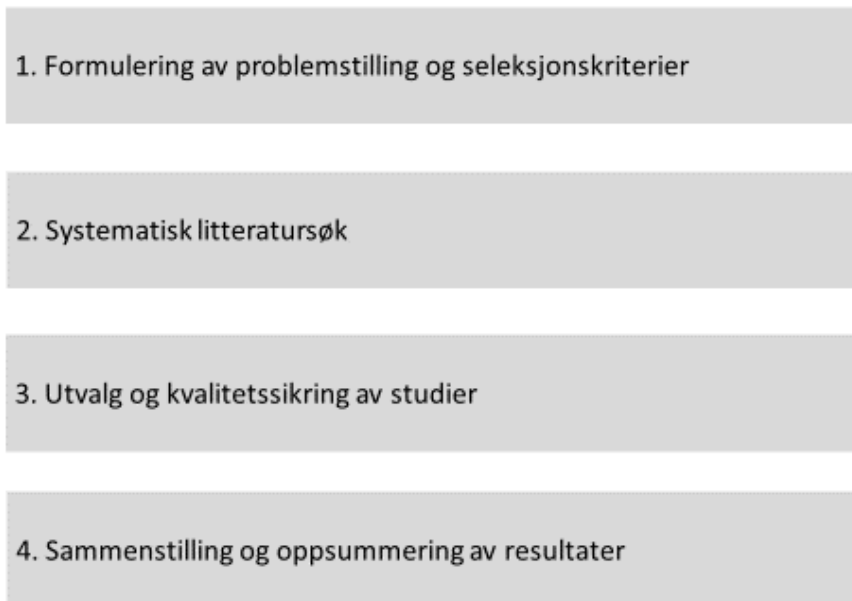 1. Formulering av problemstilling og seleksjonskriterier
2. Systematisk litteratursøk
3. Utvalg og kvalitetssikring av studier
4. Sammenstilling og oppsummering av resultater